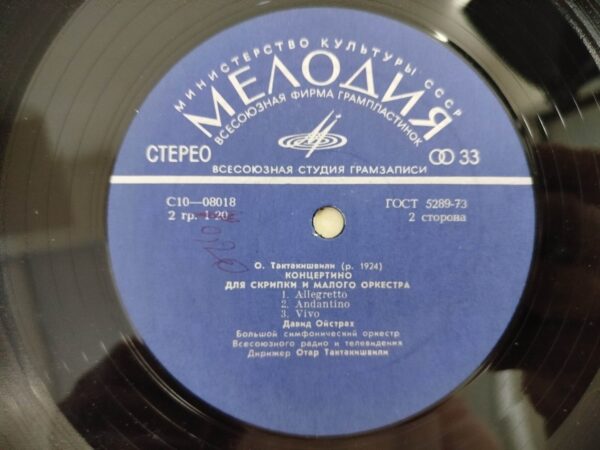 МИНИСТЕРСТВО КУЛЬТУРЫ СССР
МЕЛОДИЯ
ВСЕСОЮЗНАЯ ФИРМА ГРАМПЛАСТИНОК
СТЕРЕО
33
ВСЕСОЮЗНАЯ СТУДИЯ ГРАМЗАПИСИ
С10—08018
ГОСТ 5289-73
2 гр. 1-20
2 сторона
О. Тактакишвили (р. 1924)
КОНЦЕРТИНО
ДЛЯ СКРИПКИ И МАЛОГО ОРКЕСТРА
1. Allegretto
2. Andantino
3. Vivo
Давид Ойстрах
Большой симфонический оркестр
Всесоюзного радио и телевидения
Дирижер Отар Тактакишвили